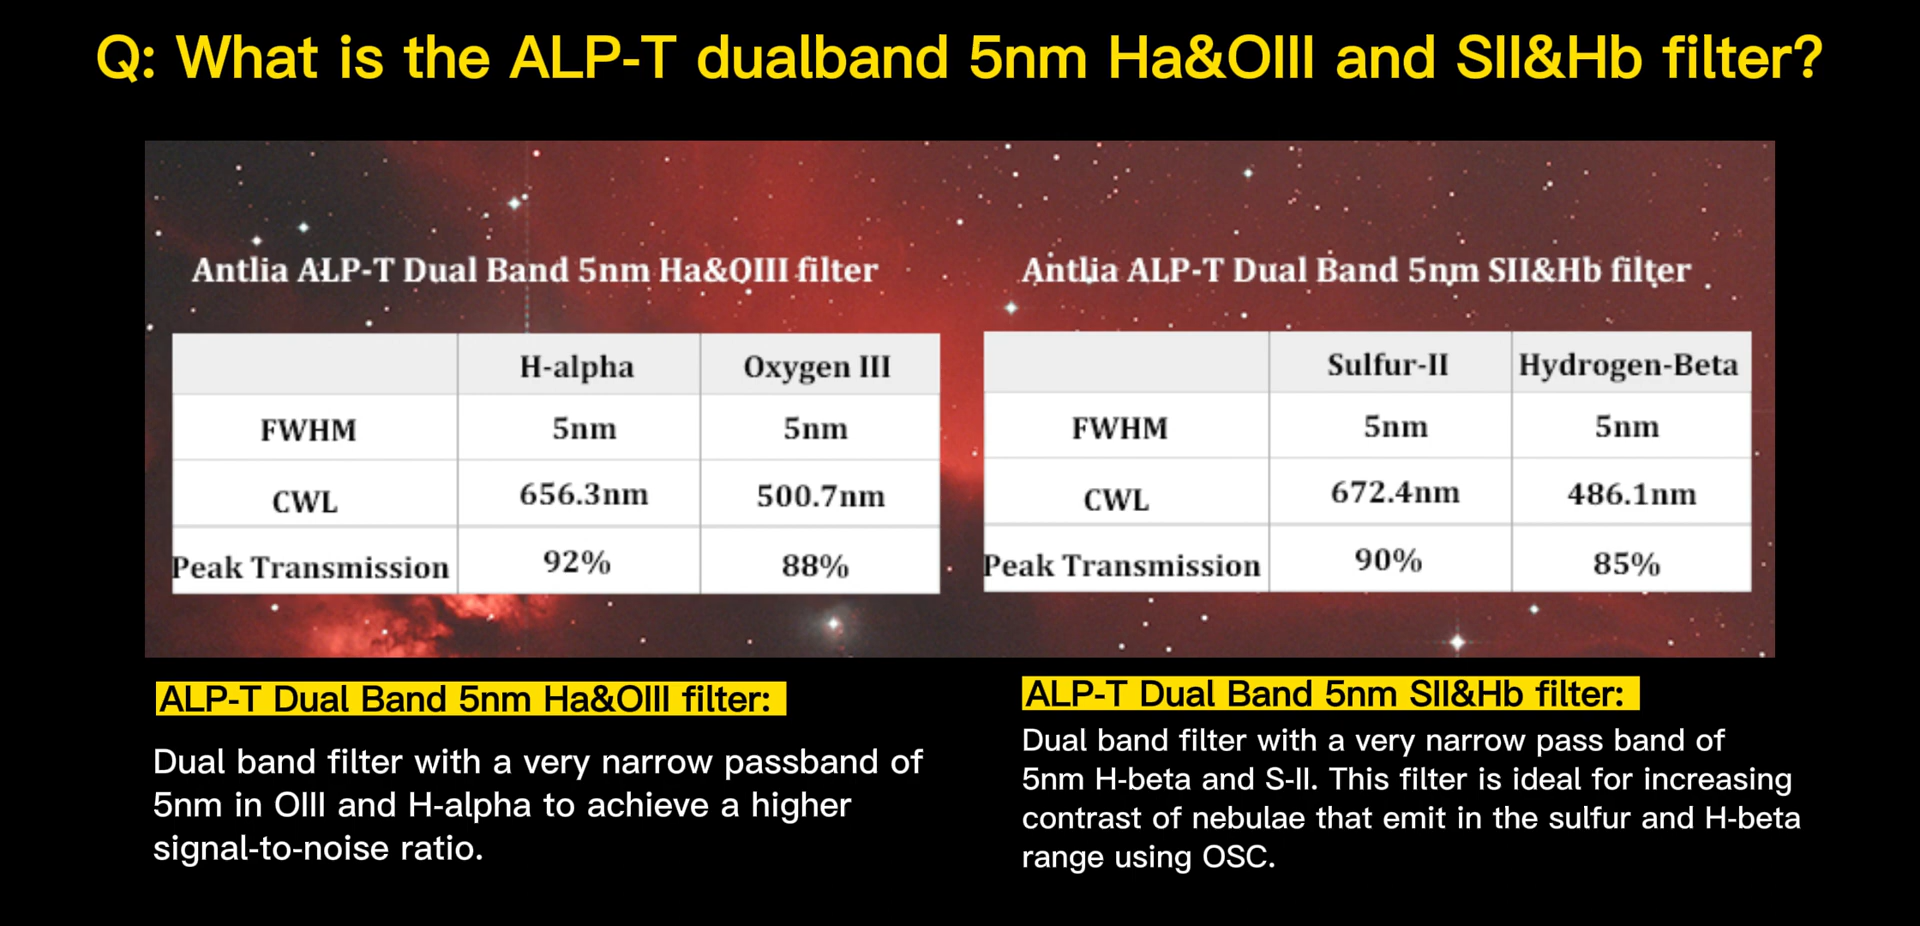 Q: What is the ALP-T dualband 5nm Ha&OIII and SII&Hb filter?
Antlia ALP-T Dual Band 5nm Ha&OIII filter
H-alpha Oxygen III
FWHM 5nm 5nm
CWL 656.3nm 500.7nm
Peak Transmission 92% 88%
Antlia ALP-T Dual Band 5nm SII&Hb filter
Sulfur-II Hydrogen-Beta
FWHM 5nm 5nm
CWL 672.4nm 486.1nm
Peak Transmission 90% 85%
ALP-T Dual Band 5nm Ha&OIII filter:
Dual band filter with a very narrow passband of
5nm in OIII and H-alpha to achieve a higher
signal-to-noise ratio.
ALP-T Dual Band 5nm SII&Hb filter:
Dual band filter with a very narrow pass band of
5nm H-beta and S-II. This filter is ideal for increasing
contrast of nebulae that emit in the sulfur and H-beta
range using OSC.